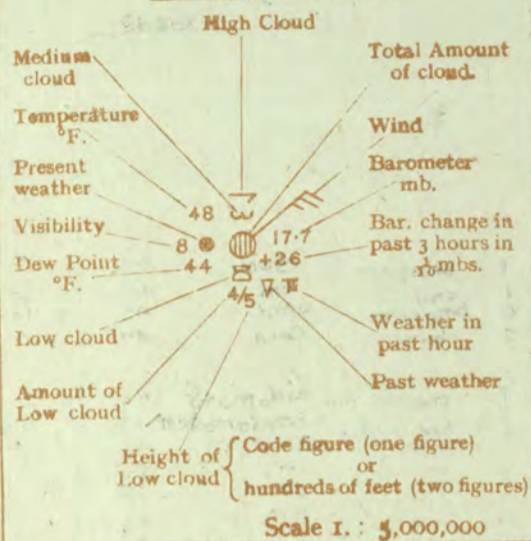 High Cloud
Medium cloud
Total Amount of cloud.
Temperature °F.
Wind
Present weather
Barometer mb.
48
Visibility
8
17·7
Bar. change in past 3 hours in 1/10 mbs.
Dew Point °F.
44
+26
4/5
Low cloud
Weather in past hour
Past weather
Amount of Low cloud
Height of Low cloud
Code figure (one figure)
or
hundreds of feet (two figures)
Scale 1. : 5,000,000